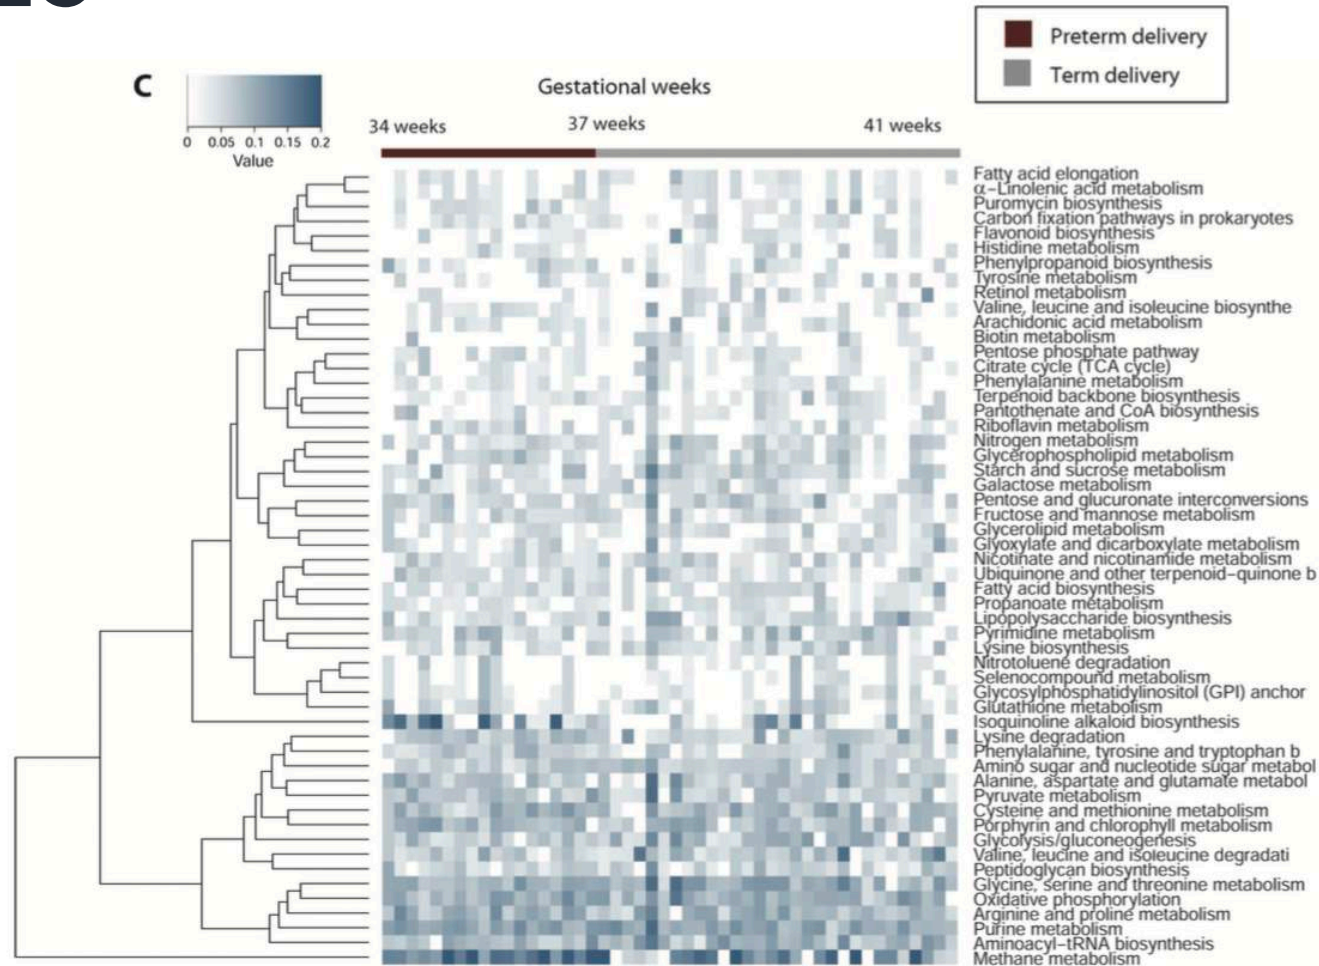 C
0 0.05 0.1 0.15 0.2
Value
Gestational weeks
34 weeks 37 weeks 41 weeks
Preterm delivery
Term delivery
Fatty acid elongation
α-Linolenic acid metabolism
Puromycin biosynthesis
Carbon fixation pathways in prokaryotes
Flavonoid biosynthesis
Histidine metabolism
Phenylpropanoid biosynthesis
Tyrosine metabolism
Retinol metabolism
Valine, leucine and isoleucine biosynthe
Arachidonic acid metabolism
Biotin metabolism
Pentose phosphate pathway
Citrate cycle (TCA cycle)
Phenylalanine metabolism
Terpenoid backbone biosynthesis
Pantothenate and CoA biosynthesis
Riboflavin metabolism
Nitrogen metabolism
Glycerophospholipid metabolism
Starch and sucrose metabolism
Galactose metabolism
Pentose and glucuronate interconversions
Fructose and mannose metabolism
Glycerolipid metabolism
Glyoxylate and dicarboxylate metabolism
Nicotinate and nicotinamide metabolism
Ubiquinone and other terpenoid-quinone b
Fatty acid biosynthesis
Propanoate metabolism
Lipopolysaccharide biosynthesis
Pyrimidine metabolism
Lysine biosynthesis
Nitrotoluene degradation
Selenocompound metabolism
Glycosylphosphatidylinositol (GPI) anchor
Glutathione metabolism
Isoquinoline alkaloid biosynthesis
Lysine degradation
Phenylalanine, tyrosine and tryptophan b
Amino sugar and nucleotide sugar metabol
Alanine, aspartate and glutamate metabol
Pyruvate metabolism
Cysteine and methionine metabolism
Porphyrin and chlorophyll metabolism
Glycolysis/gluconeogenesis
Valine, leucine and isoleucine degradati
Peptidoglycan biosynthesis
Glycine, serine and threonine metabolism
Oxidative phosphorylation
Arginine and proline metabolism
Purine metabolism
Aminoacyl-tRNA biosynthesis
Methane metabolism